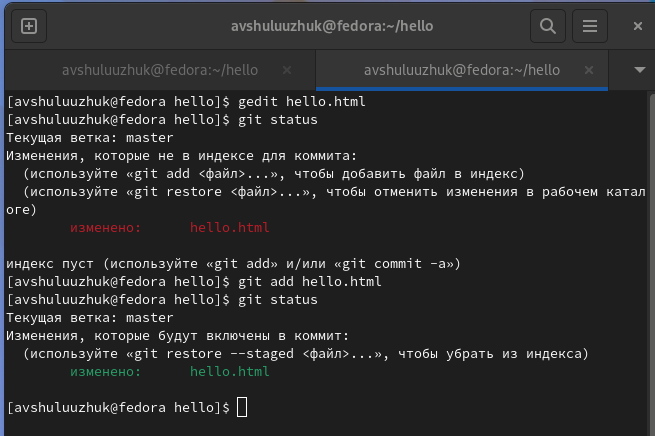 avshuluuzhuk@fedora:~/hello
avshuluuzhuk@fedora:~/hello
avshuluuzhuk@fedora:~/hello
[avshuluuzhuk@fedora hello]$ gedit hello.html
[avshuluuzhuk@fedora hello]$ git status
Текущая ветка: master
Изменения, которые не в индексе для коммита:
  (используйте «git add <файл>...», чтобы добавить файл в индекс)
  (используйте «git restore <файл>...», чтобы отменить изменения в рабочем катал
оге)
        изменено:      hello.html

индекс пуст (используйте «git add» и/или «git commit -a»)
[avshuluuzhuk@fedora hello]$ git add hello.html
[avshuluuzhuk@fedora hello]$ git status
Текущая ветка: master
Изменения, которые будут включены в коммит:
  (используйте «git restore --staged <файл>...», чтобы убрать из индекса)
        изменено:      hello.html

[avshuluuzhuk@fedora hello]$